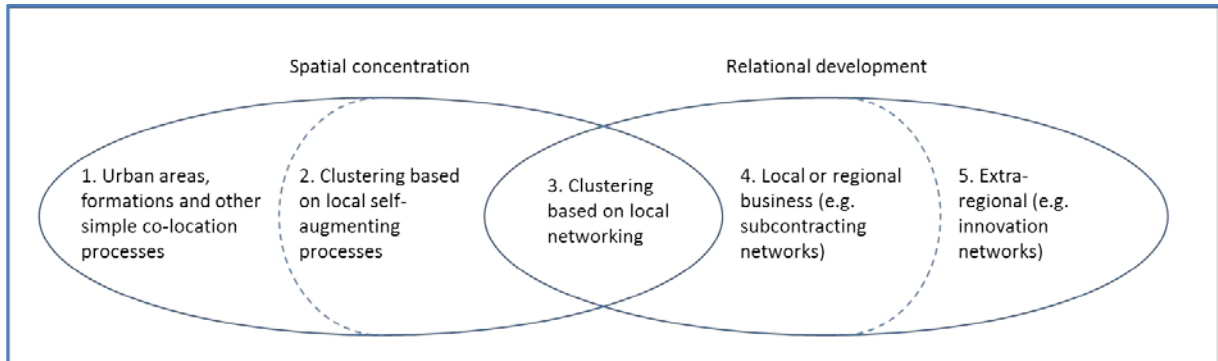 Spatial concentration
Relational development
1. Urban areas,
formations and other
simple co-location
processes
2. Clustering based
on local self-
augmenting
processes
3. Clustering
based on local
networking
4. Local or regional
business (e.g.
subcontracting
networks)
5. Extra-
regional (e.g.
innovation
networks)